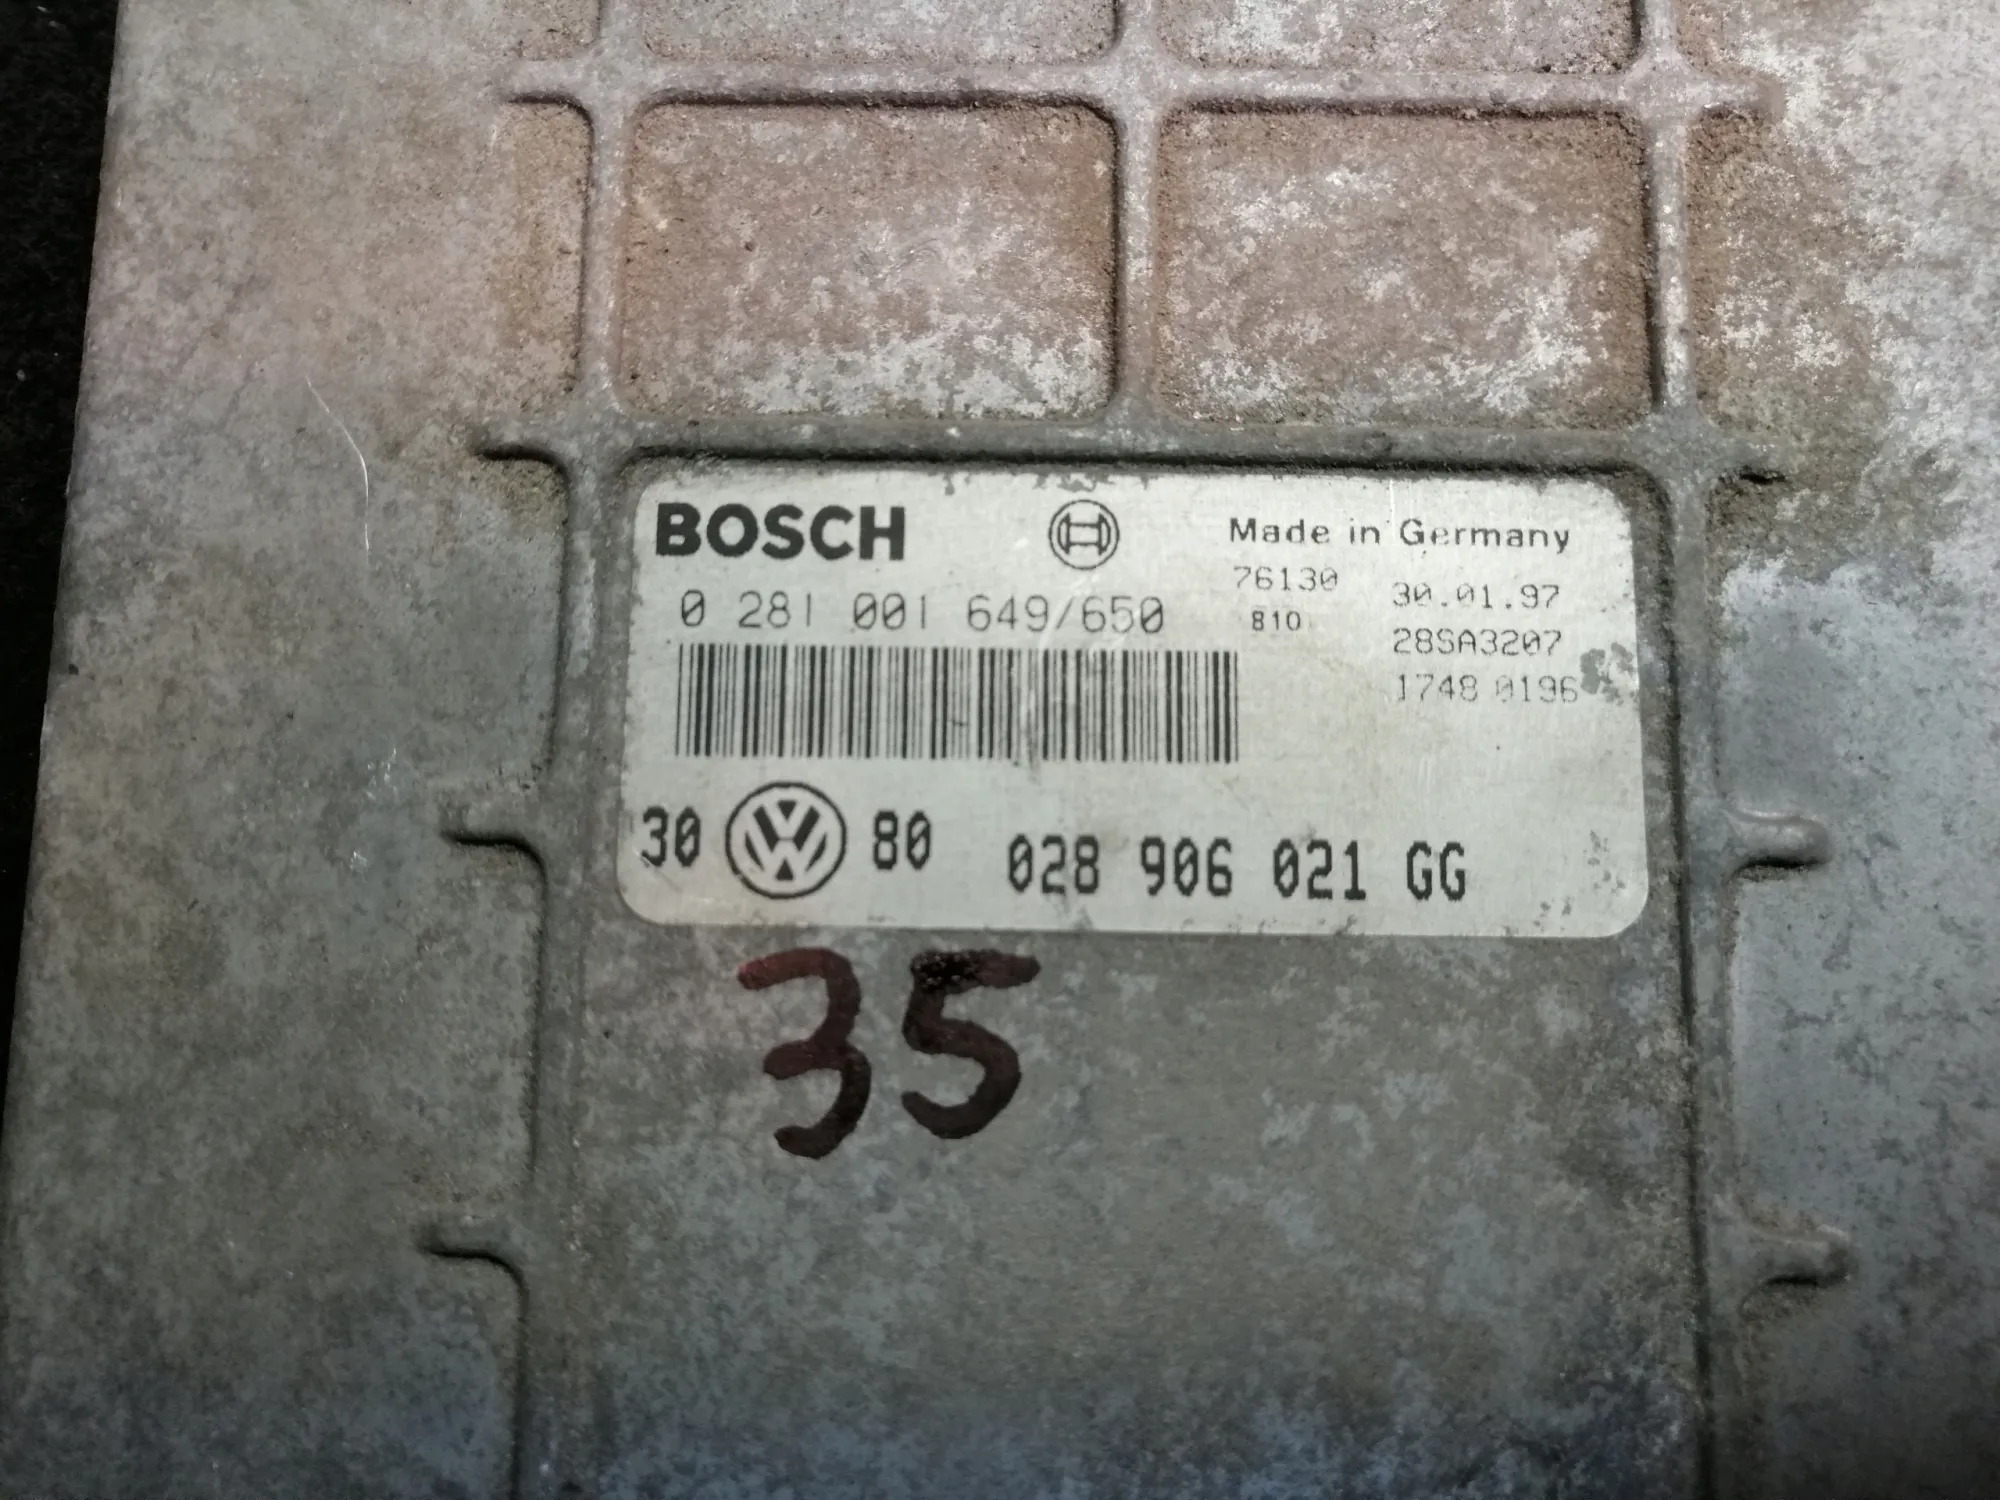 BOSCH
Made in Germany
0 281 001 649/650
76130
30.01.97
810
28SA3207
1748 0196
30 VW 80 028 906 021 GG
35